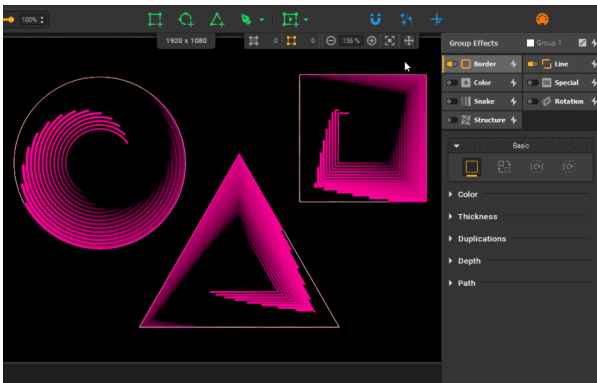 100%
1920 x 1080
0
0
136 %
Group Effects
Group 1
Border
Line
Color
Special
Snake
Rotation
Structure
Basic
Color
Thickness
Duplications
Depth
Path